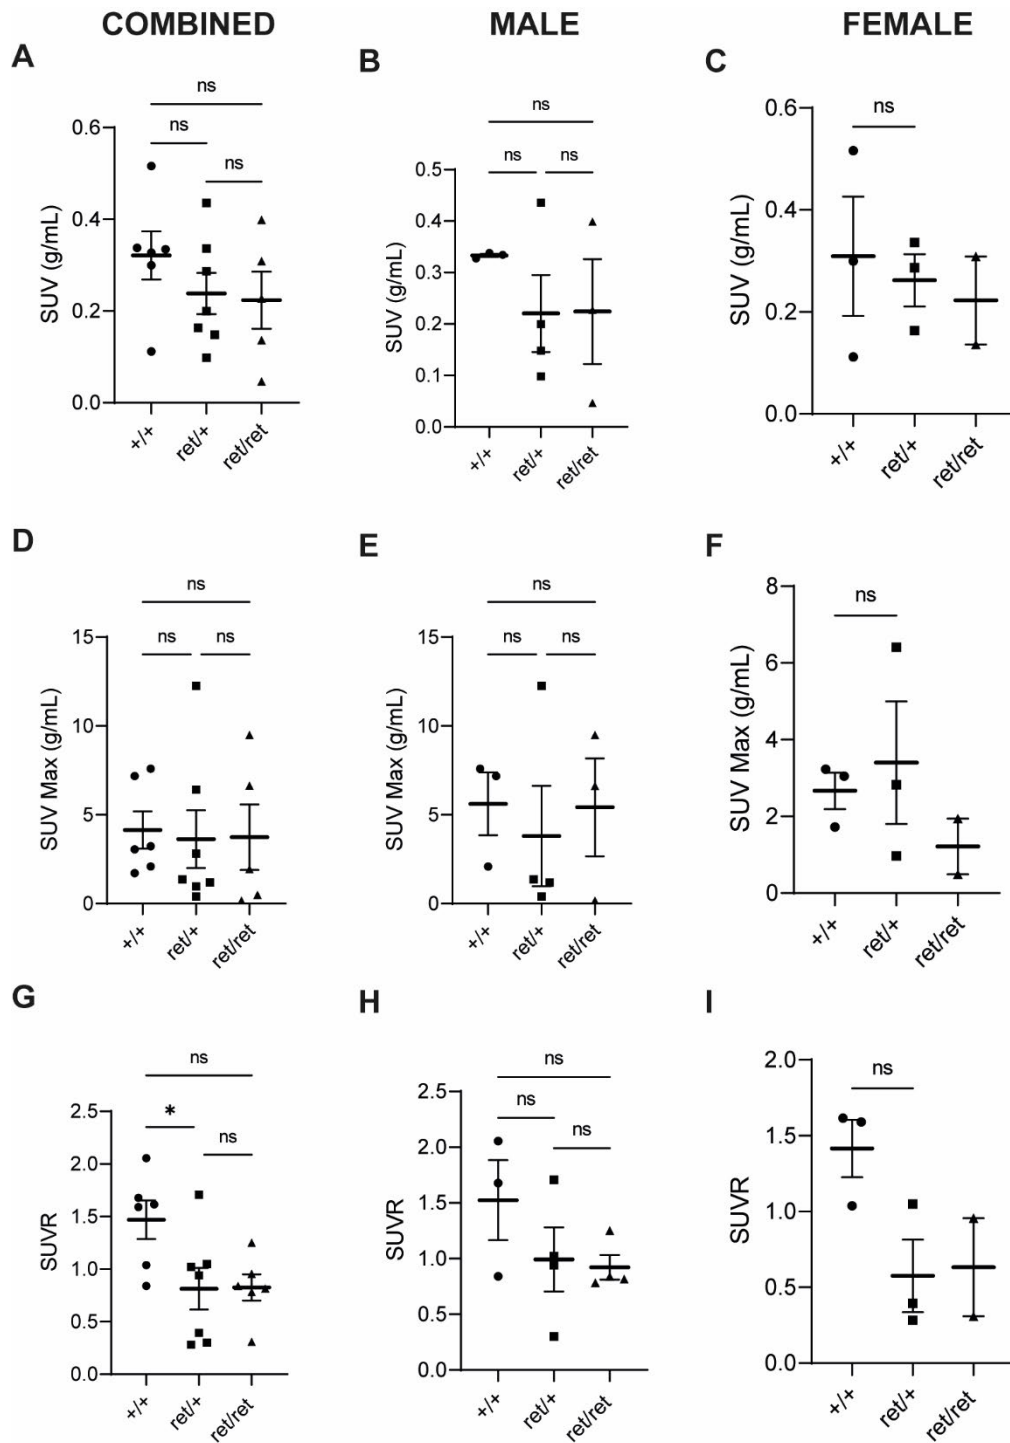 COMBINED MALE FEMALE
A B C
ns
ns
ns
0.6
0.4
0.2
0.0
SUV (g/mL)
+/+ ret/+ ret/ret
ns
ns ns
0.5
0.4
0.3
0.2
0.1
0.0
SUV (g/mL)
+/+ ret/+ ret/ret
ns
0.6
0.4
0.2
0.0
SUV (g/mL)
+/+ ret/+ ret/ret
D E F
ns
ns ns
15
10
5
0
SUV Max (g/mL)
+/+ ret/+ ret/ret
ns
ns ns
15
10
5
0
SUV Max (g/mL)
+/+ ret/+ ret/ret
ns
8
6
4
2
0
SUV Max (g/mL)
+/+ ret/+ ret/ret
G H I
ns
*
ns
2.5
2.0
1.5
1.0
0.5
0.0
SUVR
+/+ ret/+ ret/ret
ns
ns
ns
2.5
2.0
1.5
1.0
0.5
0.0
SUVR
+/+ ret/+ ret/ret
ns
2.0
1.5
1.0
0.5
0.0
SUVR
+/+ ret/+ ret/ret